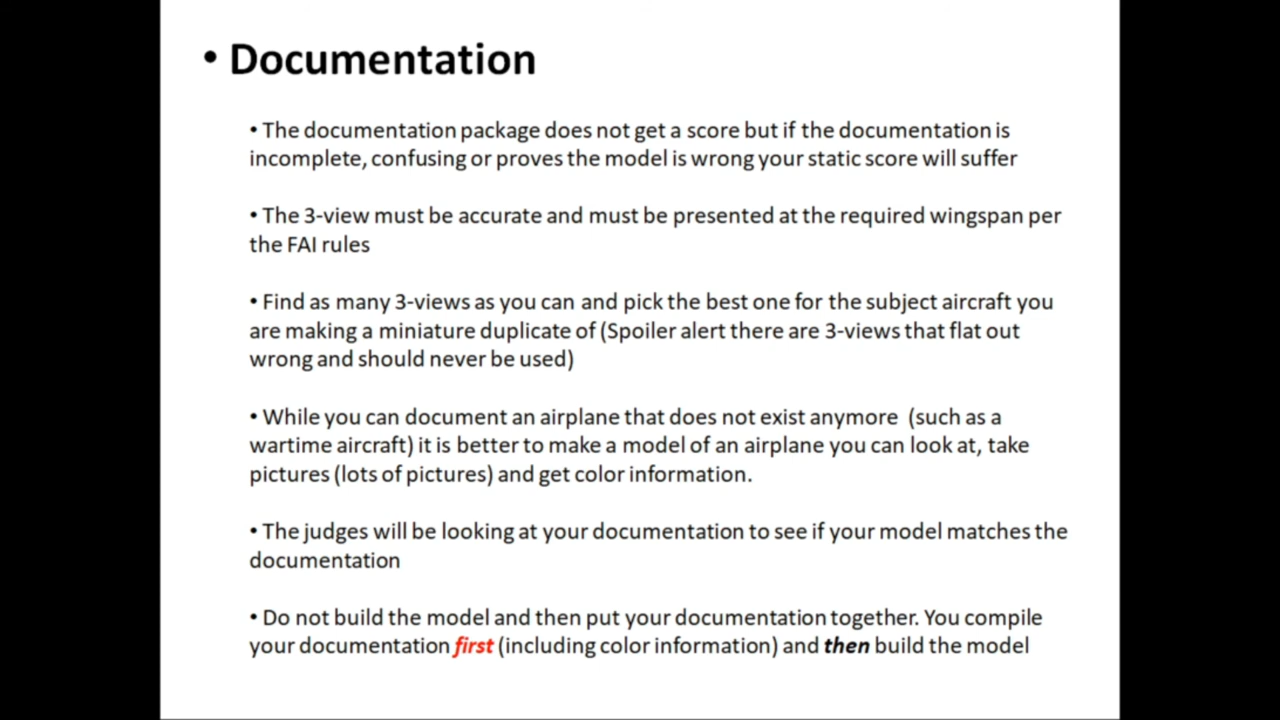 • Documentation
• The documentation package does not get a score but if the documentation is
incomplete, confusing or proves the model is wrong your static score will suffer
• The 3-view must be accurate and must be presented at the required wingspan per
the FAI rules
• Find as many 3-views as you can and pick the best one for the subject aircraft you
are making a miniature duplicate of (Spoiler alert there are 3-views that flat out
wrong and should never be used)
• While you can document an airplane that does not exist anymore  (such as a
wartime aircraft) it is better to make a model of an airplane you can look at, take
pictures (lots of pictures) and get color information.
• The judges will be looking at your documentation to see if your model matches the
documentation
• Do not build the model and then put your documentation together. You compile
your documentation first (including color information) and then build the model